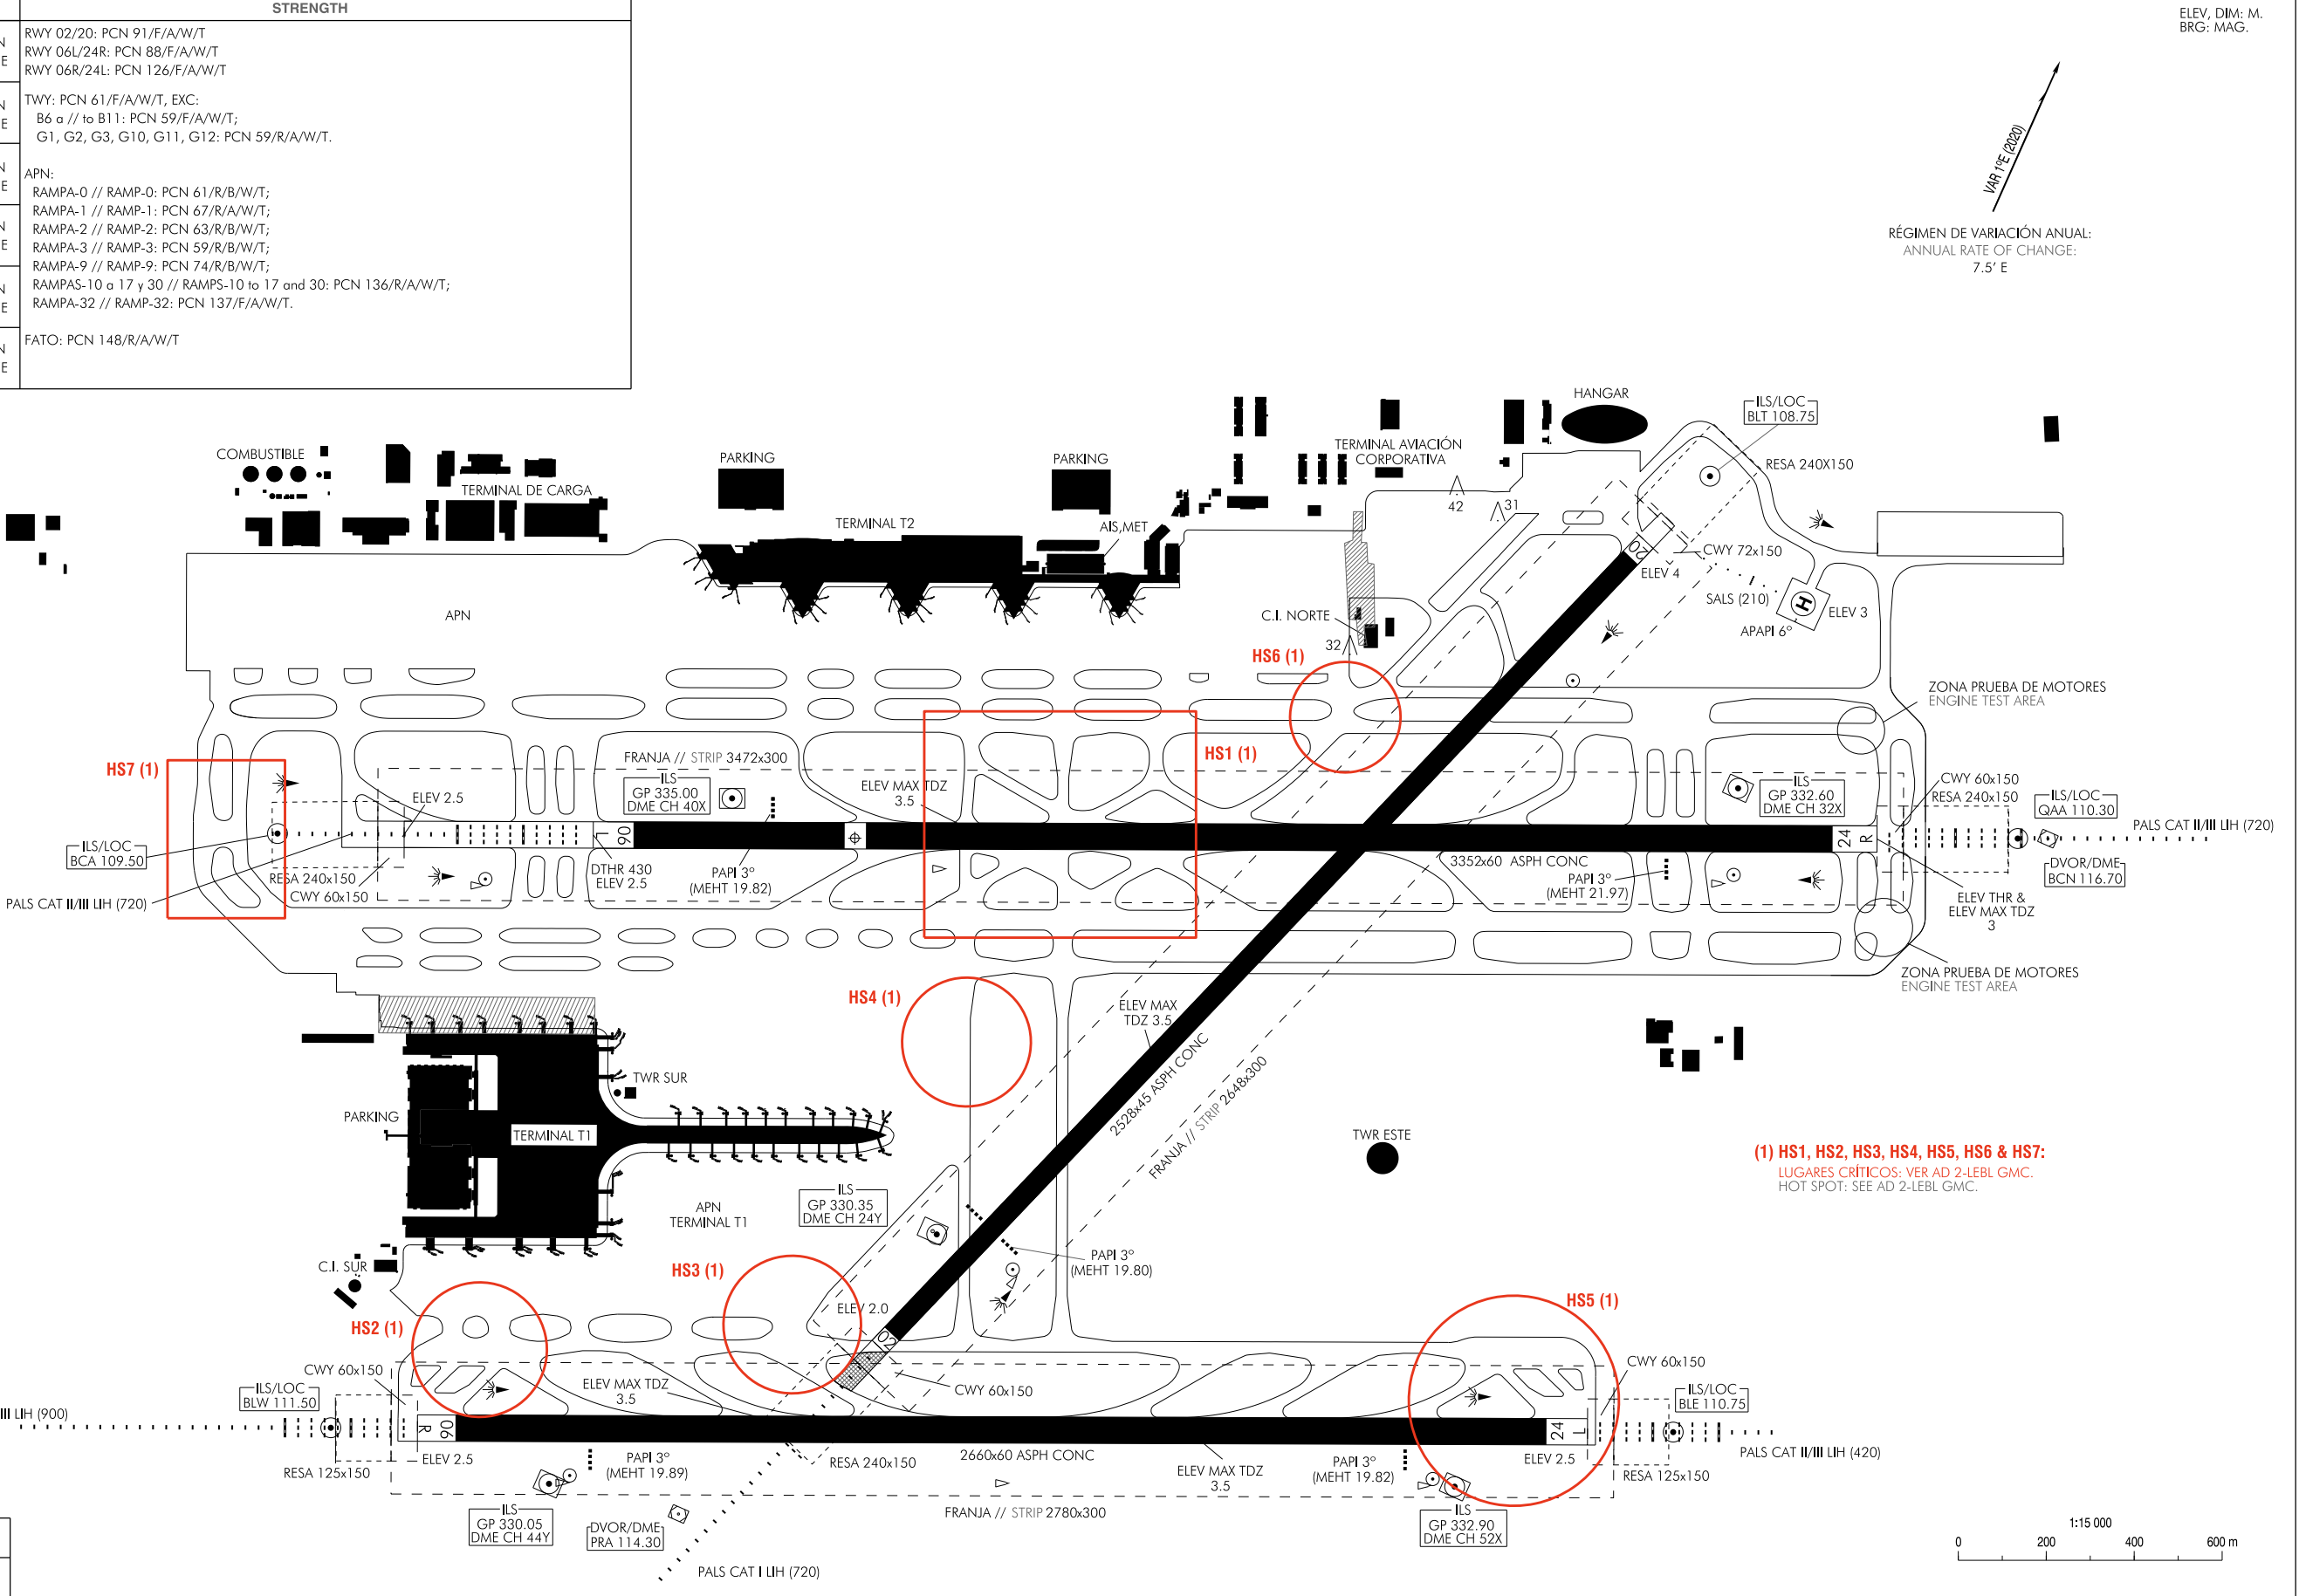 STRENGTH
N
E
RWY 02/20: PCN 91/F/A/W/T
RWY 06L/24R: PCN 88/F/A/W/T
RWY 06R/24L: PCN 126/F/A/W/T
N
E
TWY: PCN 61/F/A/W/T, EXC:
B6 a // to B11: PCN 59/F/A/W/T;
G1, G2, G3, G10, G11, G12: PCN 59/R/A/W/T.
N
E
APN:
RAMPA-0 // RAMP-0: PCN 61/R/B/W/T;
RAMPA-1 // RAMP-1: PCN 67/R/A/W/T;
N
E
RAMPA-2 // RAMP-2: PCN 63/R/B/W/T;
RAMPA-3 // RAMP-3: PCN 59/R/B/W/T;
RAMPA-9 // RAMP-9: PCN 74/R/B/W/T;
N
E
RAMPAS-10 a 17 y 30 // RAMPS-10 to 17 and 30: PCN 136/R/A/W/T;
RAMPA-32 // RAMP-32: PCN 137/F/A/W/T.
N
E
FATO: PCN 148/R/A/W/T
ELEV, DIM: M.
BRG: MAG.
VAR 1ºE (2020)
RÉGIMEN DE VARIACIÓN ANUAL:
ANNUAL RATE OF CHANGE:
7.5' E
HANGAR
ILS/LOC
BLT 108.75
COMBUSTIBLE
PARKING
PARKING
TERMINAL AVIACIÓN
CORPORATIVA
RESA 240X150
TERMINAL DE CARGA
TERMINAL T2
AIS,MET
42
31
20
CWY 72x150
ELEV 4
SALS (210)
H
ELEV 3
APAPI 6º
APN
C.I. NORTE
32
HS6 (1)
ZONA PRUEBA DE MOTORES
ENGINE TEST AREA
HS7 (1)
FRANJA // STRIP 3472x300
HS1 (1)
ILS
GP 335.00
DME CH 40X
ELEV MAX TDZ
3.5
ELEV 2.5
ILS
GP 332.60
DME CH 32X
CWY 60x150
RESA 240x150
ILS/LOC
QAA 110.30
PALS CAT II/III LIH (720)
06
L
24
R
ILS/LOC
BCA 109.50
RESA 240x150
CWY 60x150
PALS CAT II/III LIH (720)
DTHR 430
ELEV 2.5
PAPI 3º
(MEHT 19.82)
3352x60 ASPH CONC
PAPI 3º
(MEHT 21.97)
DVOR/DME
BCN 116.70
ELEV THR &
ELEV MAX TDZ
3
ZONA PRUEBA DE MOTORES
ENGINE TEST AREA
HS4 (1)
ELEV MAX
TDZ 3.5
2528x45 ASPH CONC
FRANJA // STRIP 2648x300
TWR SUR
PARKING
TERMINAL T1
TWR ESTE
(1) HS1, HS2, HS3, HS4, HS5, HS6 & HS7:
LUGARES CRÍTICOS: VER AD 2-LEBL GMC.
HOT SPOT: SEE AD 2-LEBL GMC.
APN
TERMINAL T1
ILS
GP 330.35
DME CH 24Y
C.I. SUR
HS3 (1)
PAPI 3º
(MEHT 19.80)
ELEV 2.0
02
HS2 (1)
HS5 (1)
CWY 60x150
ELEV MAX TDZ
3.5
CWY 60x150
CWY 60x150
ILS/LOC
BLW 111.50
ILS/LOC
BLE 110.75
III LIH (900)
R
06
24
L
ELEV 2.5
RESA 125x150
PAPI 3º
(MEHT 19.89)
RESA 240x150
2660x60 ASPH CONC
ELEV MAX TDZ
3.5
PAPI 3º
(MEHT 19.82)
ELEV 2.5
PALS CAT II/III LIH (420)
RESA 125x150
FRANJA // STRIP 2780x300
ILS
GP 330.05
DME CH 44Y
DVOR/DME
PRA 114.30
PALS CAT I LIH (720)
ILS
GP 332.90
DME CH 52X
1:15 000
0 200 400 600 m